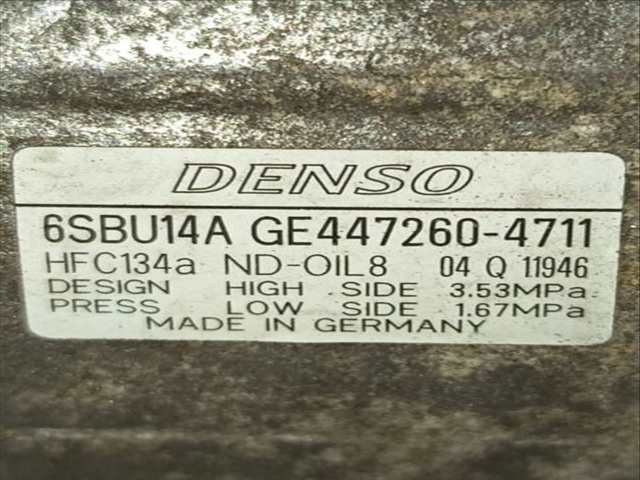 DENSO
6SBU14A GE447260-4711
HFC134a ND-OIL8 04 Q 11946
DESIGN HIGH SIDE 3.53MPa
PRESS LOW SIDE 1.67MPa
MADE IN GERMANY